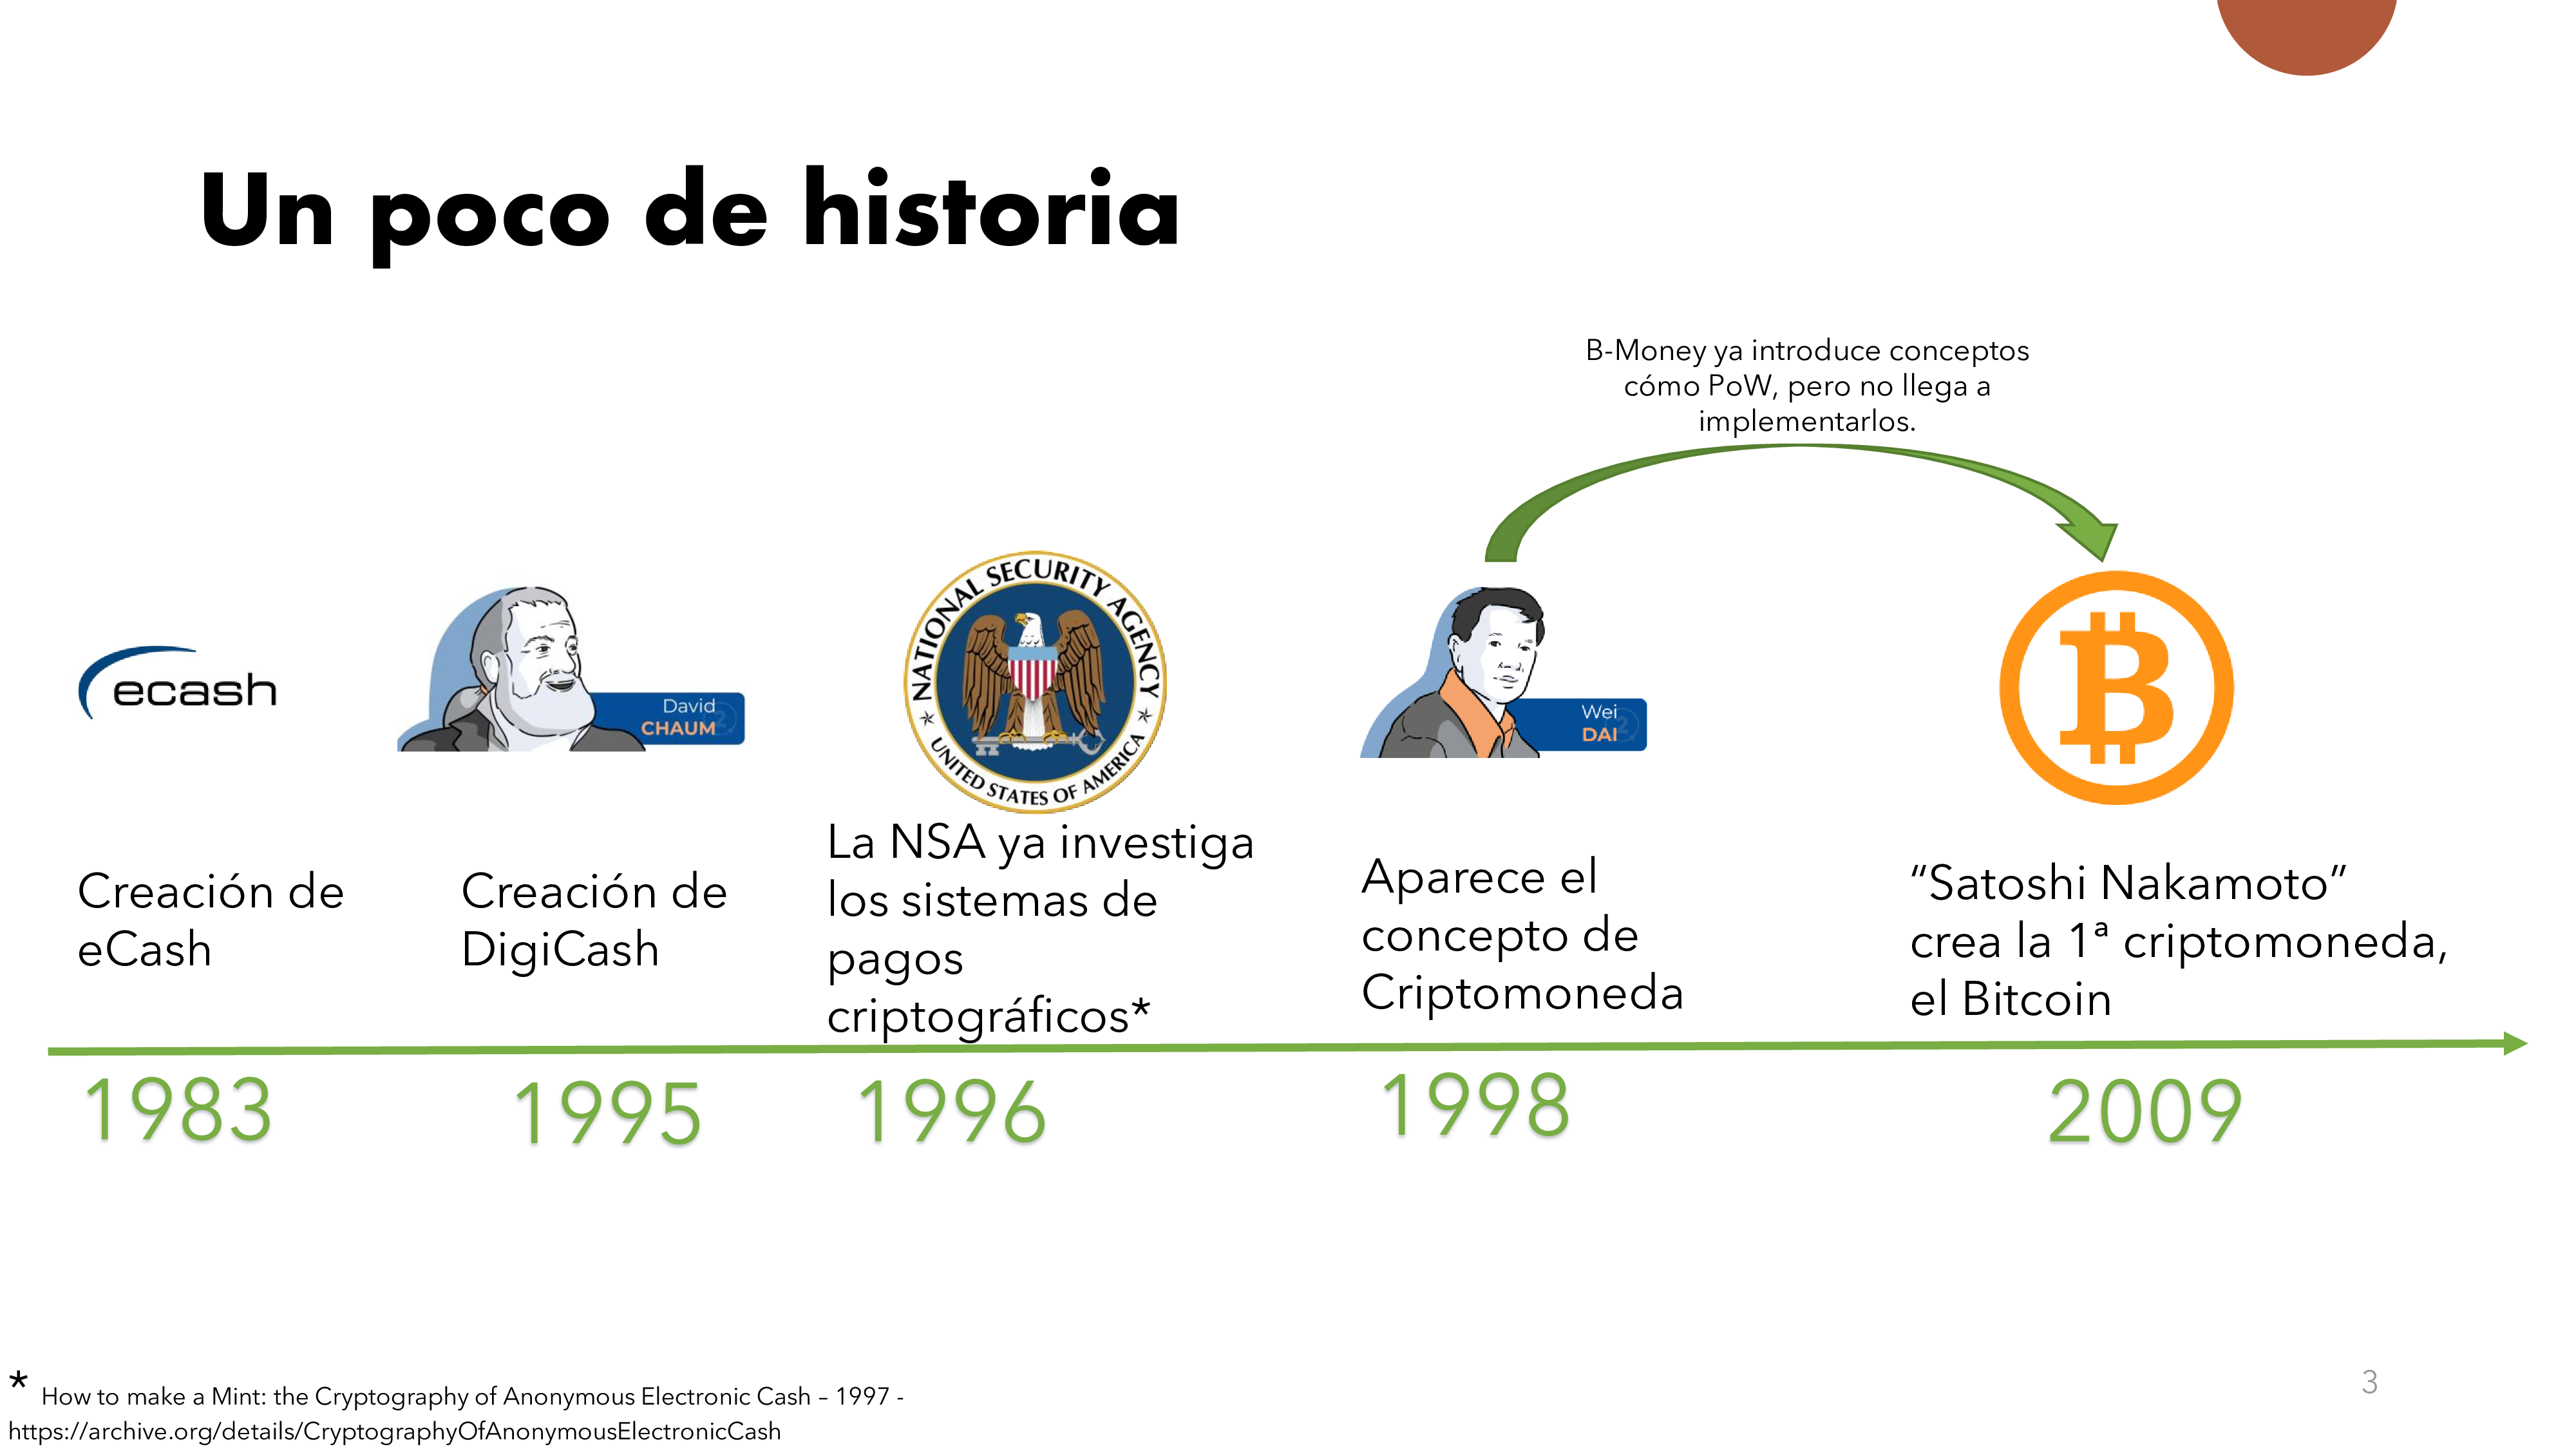 Un poco de historia
B-Money ya introduce conceptos
cómo PoW, pero no llega a
implementarlos.
ecash
David
CHAUM
NATIONAL SECURITY AGENCY
UNITED STATES OF AMERICA
Wei
DAI
Creación de
eCash
Creación de
DigiCash
La NSA ya investiga
los sistemas de
pagos
criptográficos*
Aparece el
concepto de
Criptomoneda
“Satoshi Nakamoto”
crea la 1ª criptomoneda,
el Bitcoin
1983
1995
1996
1998
2009
* How to make a Mint: the Cryptography of Anonymous Electronic Cash – 1997 -
https://archive.org/details/CryptographyOfAnonymousElectronicCash
3